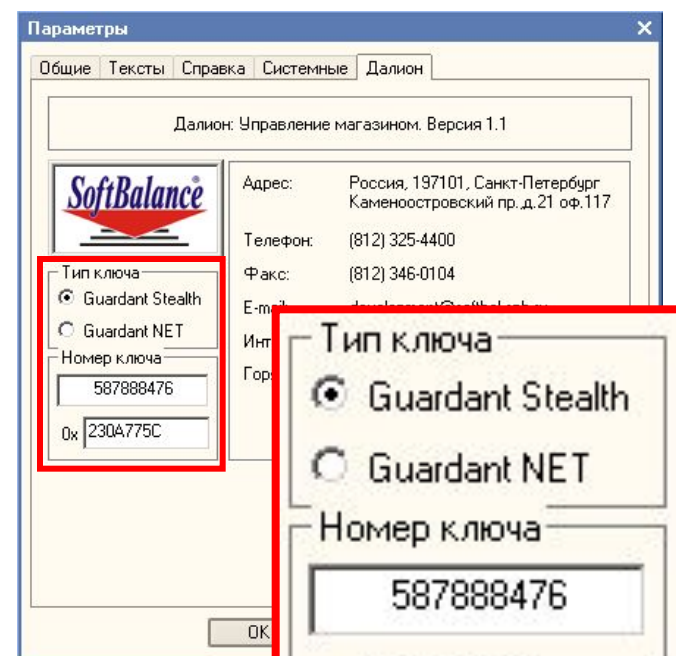 Параметры
Общие Тексты Справка Системные Далион
Далион: Управление магазином. Версия 1.1
SoftBalance
Адрес: Россия, 197101, Санкт-Петербург
Каменоостровский пр. д.21 оф.117
Телефон: (812) 325-4400
Факс: (812) 346-0104
Тип ключа
Guardant Stealth
Guardant NET
Номер ключа
587888476
0x 230A775C
OK
Тип ключа
Guardant Stealth
Guardant NET
Номер ключа
587888476